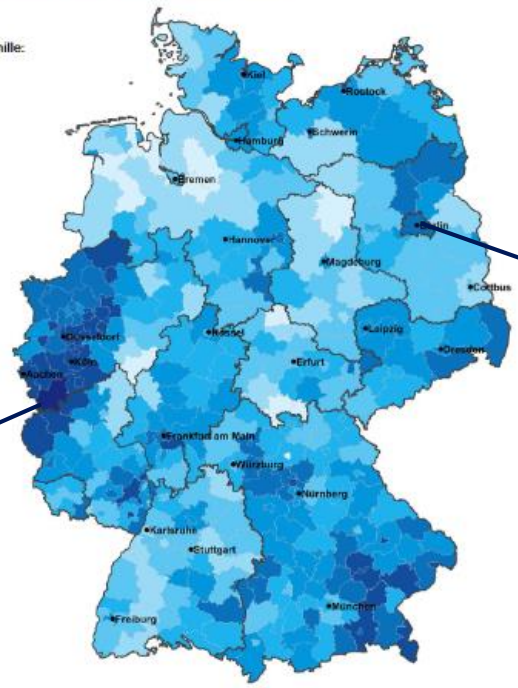 nille:
Kiel
Rostock
Schwerin
Hamburg
Bremen
Berlin
Hannover
Magdeburg
Cottbus
Düsseldorf
Kassel
Leipzig
Köln
Dresden
Aachen
Erfurt
Frankfurt am Main
Würzburg
Nürnberg
Karlsruhe
Stuttgart
München
Freiburg